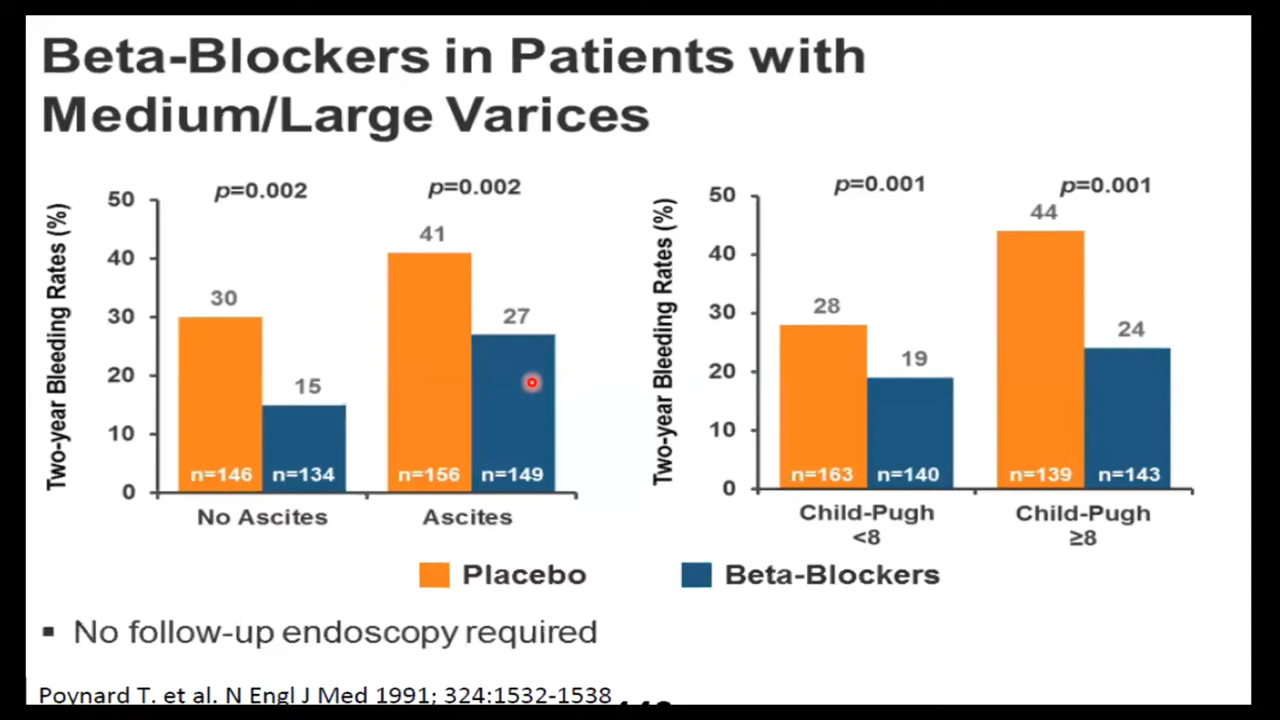 Beta-Blockers in Patients with
Medium/Large Varices
Two-year Bleeding Rates (%)
50
40
30
20
10
0
p=0.002
p=0.002
30
15
41
27
n=146
n=134
n=156
n=149
No Ascites
Ascites
Two-year Bleeding Rates (%)
50
40
30
20
10
0
p=0.001
p=0.001
28
19
44
24
n=163
n=140
n=139
n=143
Child-Pugh
<8
Child-Pugh
≥8
Placebo
Beta-Blockers
▪ No follow-up endoscopy required
Poynard T. et al. N Engl J Med 1991; 324:1532-1538